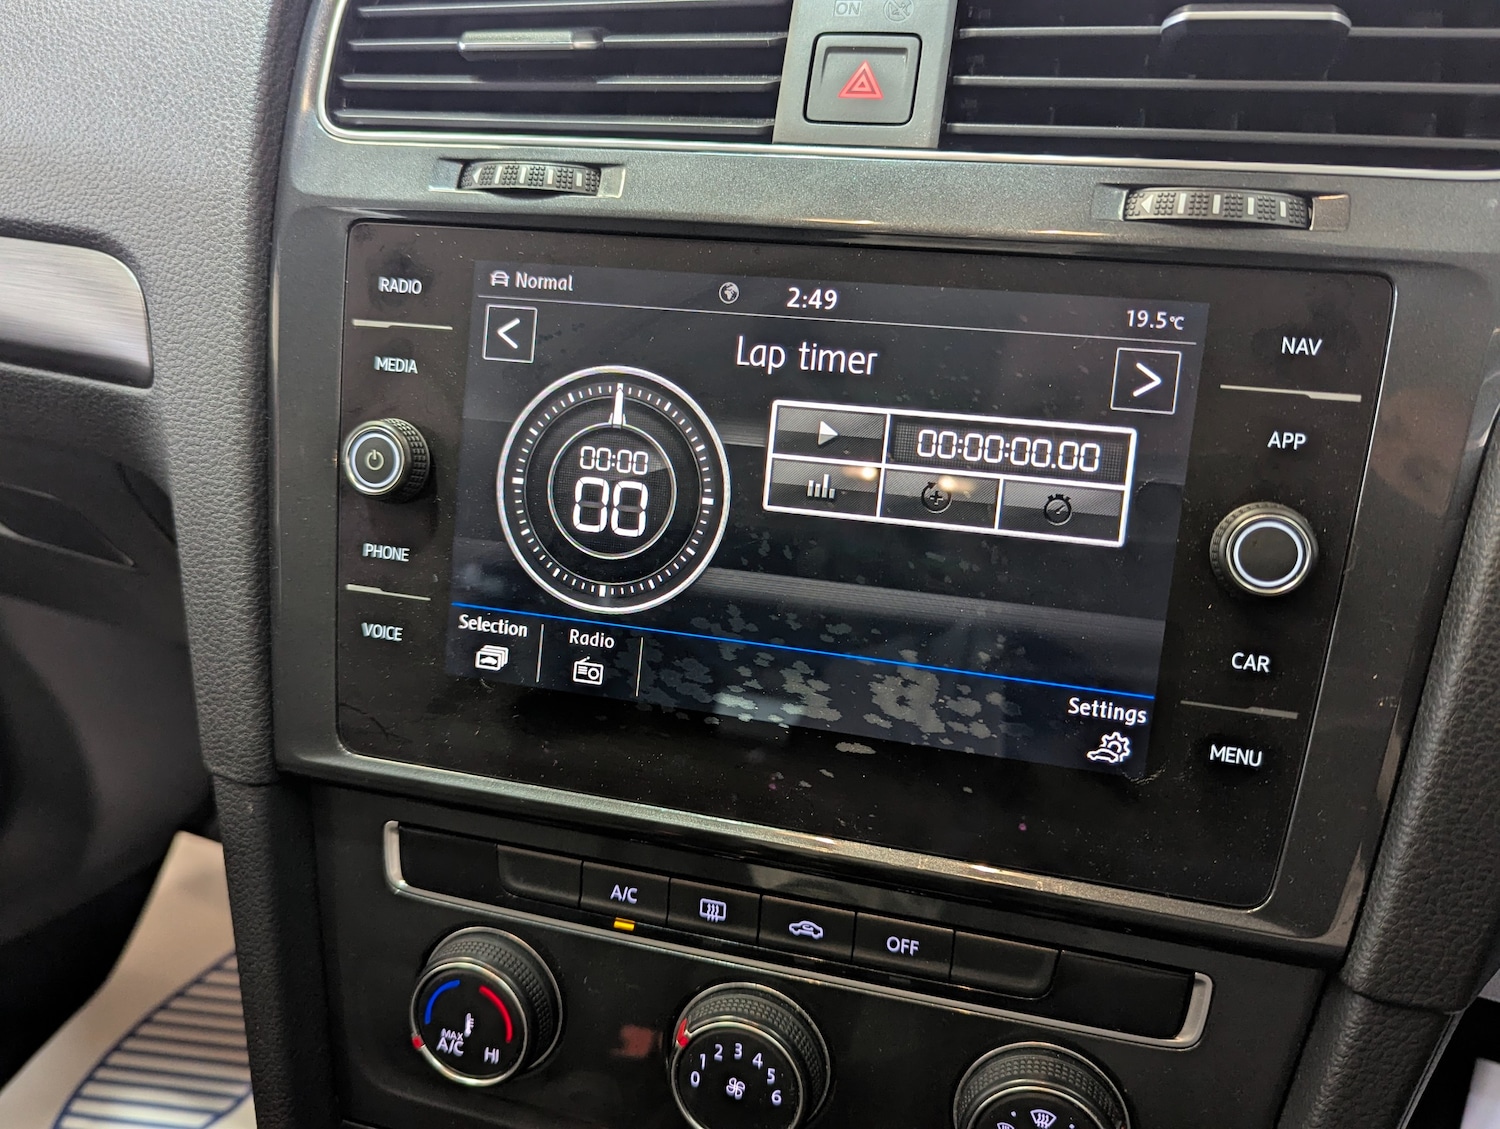 ON
RADIO
MEDIA
PHONE
VOICE
Normal
2:49
19.5°C
Lap timer
00:00
00
00:00:00.00
Selection
Radio
Settings
NAV
APP
CAR
MENU
A/C
OFF
MAX
A/C
HI
0 1 2 3 4 5 6